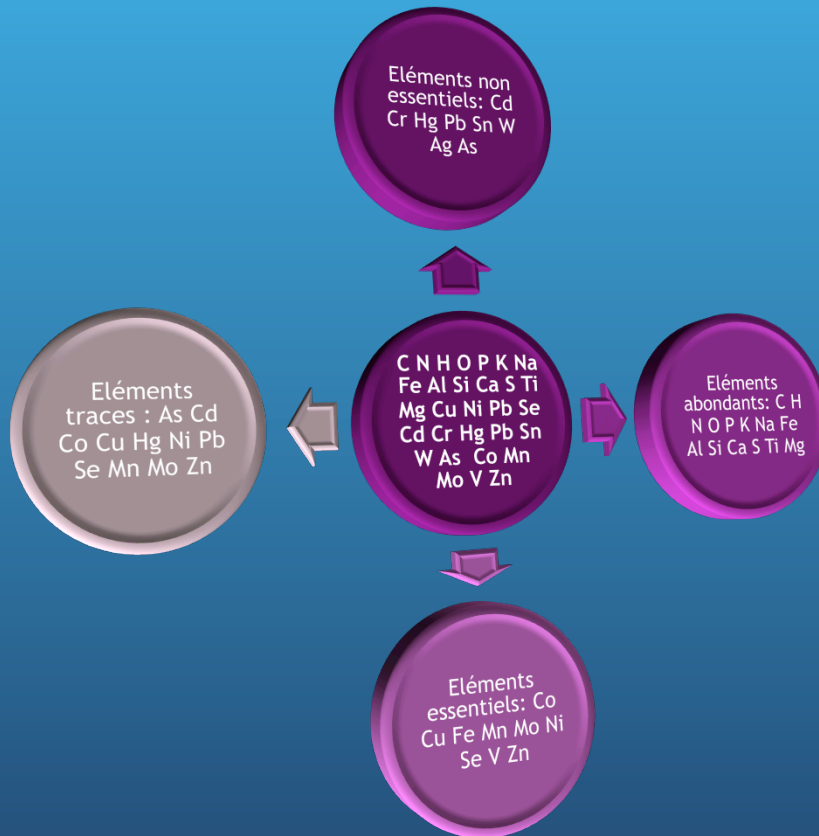 Eléments non
essentiels: Cd
Cr Hg Pb Sn W
Ag As
Eléments
traces : As Cd
Co Cu Hg Ni Pb
Se Mn Mo Zn
C N H O P K Na
Fe Al Si Ca S Ti
Mg Cu Ni Pb Se
Cd Cr Hg Pb Sn
W As Co Mn
Mo V Zn
Eléments
abondants: C H
N O P K Na Fe
Al Si Ca S Ti Mg
Eléments
essentiels: Co
Cu Fe Mn Mo Ni
Se V Zn